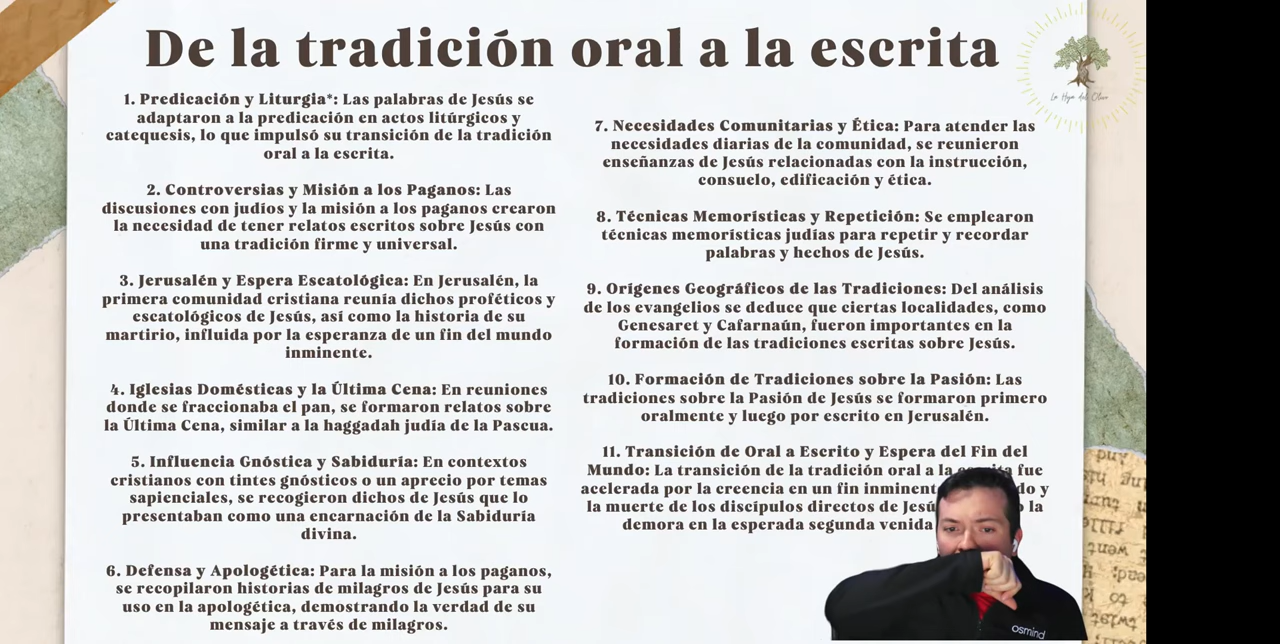 De la tradición oral a la escrita
La Hoja del Olivo
1. Predicación y Liturgia*: Las palabras de Jesús se
adaptaron a la predicación en actos litúrgicos y
catequesis, lo que impulsó su transición de la tradición
oral a la escrita.
2. Controversias y Misión a los Paganos: Las
discusiones con judíos y la misión a los paganos crearon
la necesidad de tener relatos escritos sobre Jesús con
una tradición firme y universal.
3. Jerusalén y Espera Escatológica: En Jerusalén, la
primera comunidad cristiana reunía dichos proféticos y
escatológicos de Jesús, así como la historia de su
martirio, influida por la esperanza de un fin del mundo
inminente.
4. Iglesias Domésticas y la Última Cena: En reuniones
donde se fraccionaba el pan, se formaron relatos sobre
la Última Cena, similar a la haggadah judía de la Pascua.
5. Influencia Gnóstica y Sabiduría: En contextos
cristianos con tintes gnósticos o un aprecio por temas
sapienciales, se recogieron dichos de Jesús que lo
presentaban como una encarnación de la Sabiduría
divina.
6. Defensa y Apologética: Para la misión a los paganos,
se recopilaron historias de milagros de Jesús para su
uso en la apologética, demostrando la verdad de su
mensaje a través de milagros.
7. Necesidades Comunitarias y Ética: Para atender las
necesidades diarias de la comunidad, se reunieron
enseñanzas de Jesús relacionadas con la instrucción,
consuelo, edificación y ética.
8. Técnicas Memorísticas y Repetición: Se emplearon
técnicas memorísticas judías para repetir y recordar
palabras y hechos de Jesús.
9. Orígenes Geográficos de las Tradiciones: Del análisis
de los evangelios se deduce que ciertas localidades, como
Genesaret y Cafarnaún, fueron importantes en la
formación de las tradiciones escritas sobre Jesús.
10. Formación de Tradiciones sobre la Pasión: Las
tradiciones sobre la Pasión de Jesús se formaron primero
oralmente y luego por escrito en Jerusalén.
11. Transición de Oral a Escrito y Espera del Fin del
Mundo: La transición de la tradición oral a la escrita fue
acelerada por la creencia en un fin y
la muerte de los discípulos directos de la
demora en la esperada segunda venida
osmind